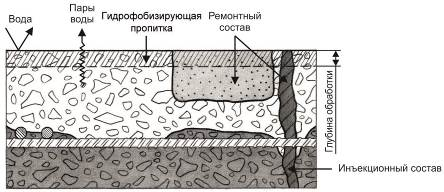 Вода
Пары
воды
Гидрофобизирующая
пропитка
Ремонтный
состав
Глубина обработки
Инъекционный состав